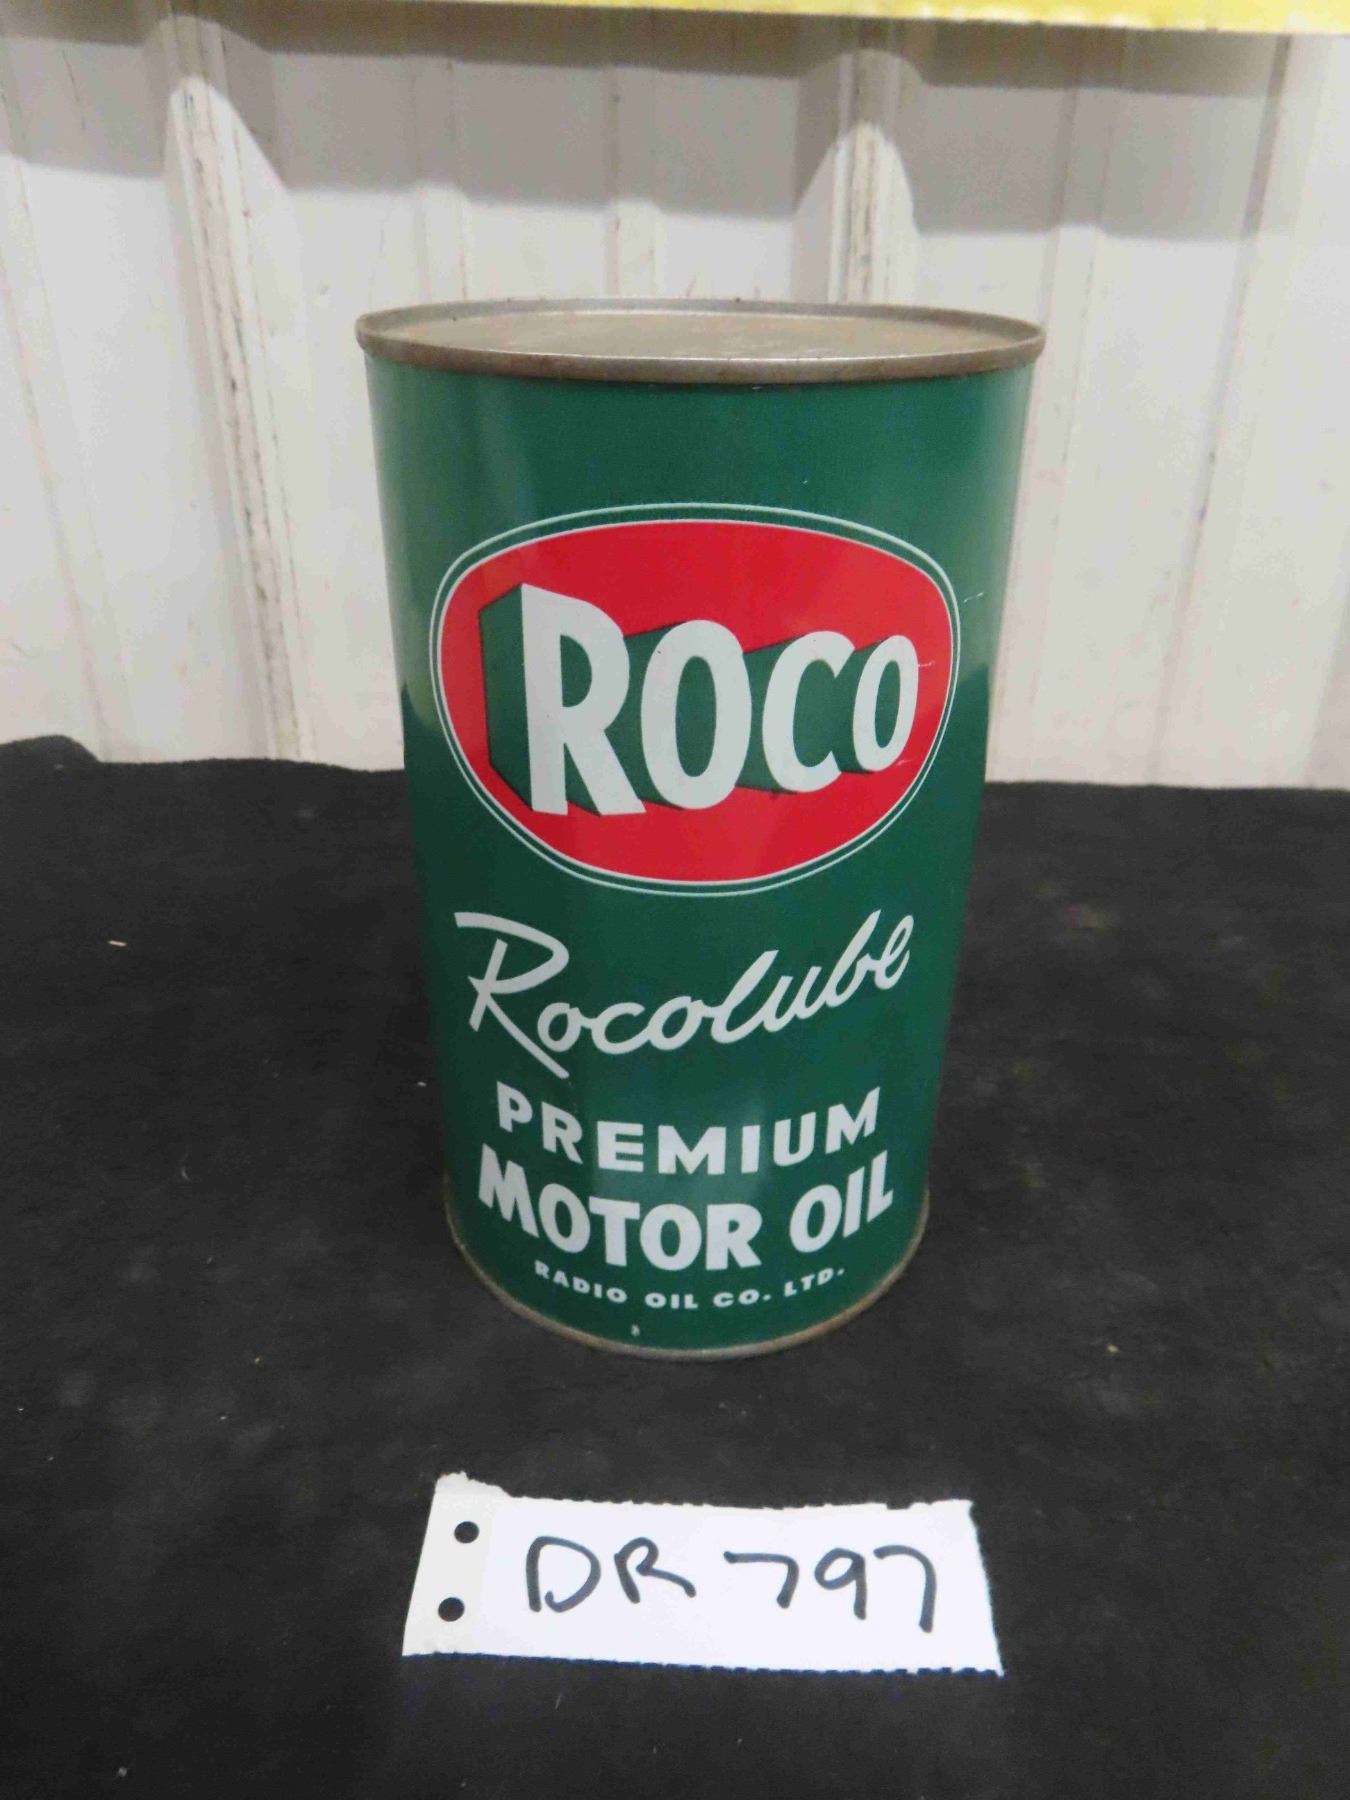 ROCO
Rocolube
PREMIUM
MOTOR OIL
RADIO OIL CO. LTD.
DR 797